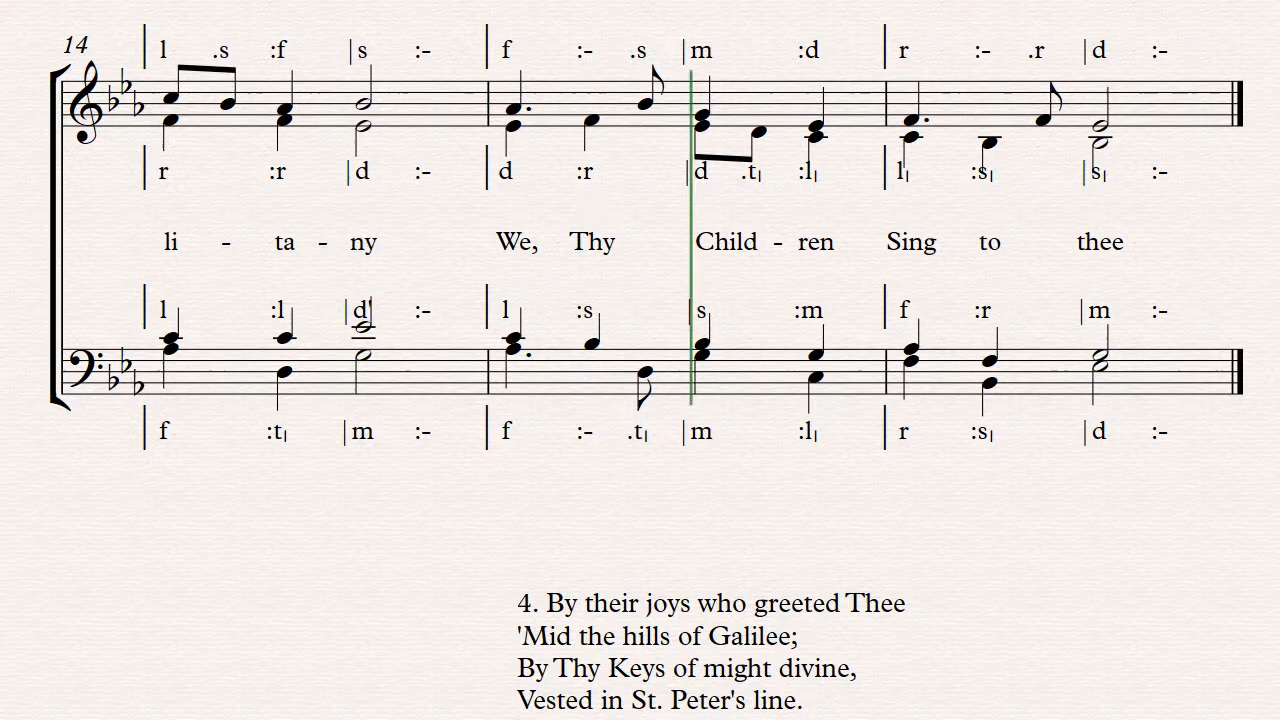 14
l .s :f |s :- f :- .s |m :d r :- .r |d :-
r :r |d :- d :r |d .t| :l| l| :s| |s| :-
li - ta - ny We, Thy Child - ren Sing to thee
l :l |d' :- l :s |s :m f :r |m :-
f :t| |m :- f :- .t| |m :l| r :s| |d :-
4. By their joys who greeted Thee
'Mid the hills of Galilee;
By Thy Keys of might divine,
Vested in St. Peter's line.